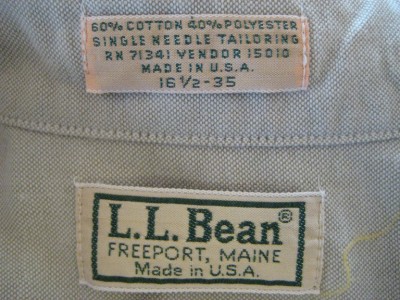 60% COTTON 40% POLYESTER
SINGLE NEEDLE TAILORING
RN 71341 VENDOR 15010
MADE IN U.S.A.
16 1/2-35
L.L.Bean®
FREEPORT, MAINE
Made in U.S.A.